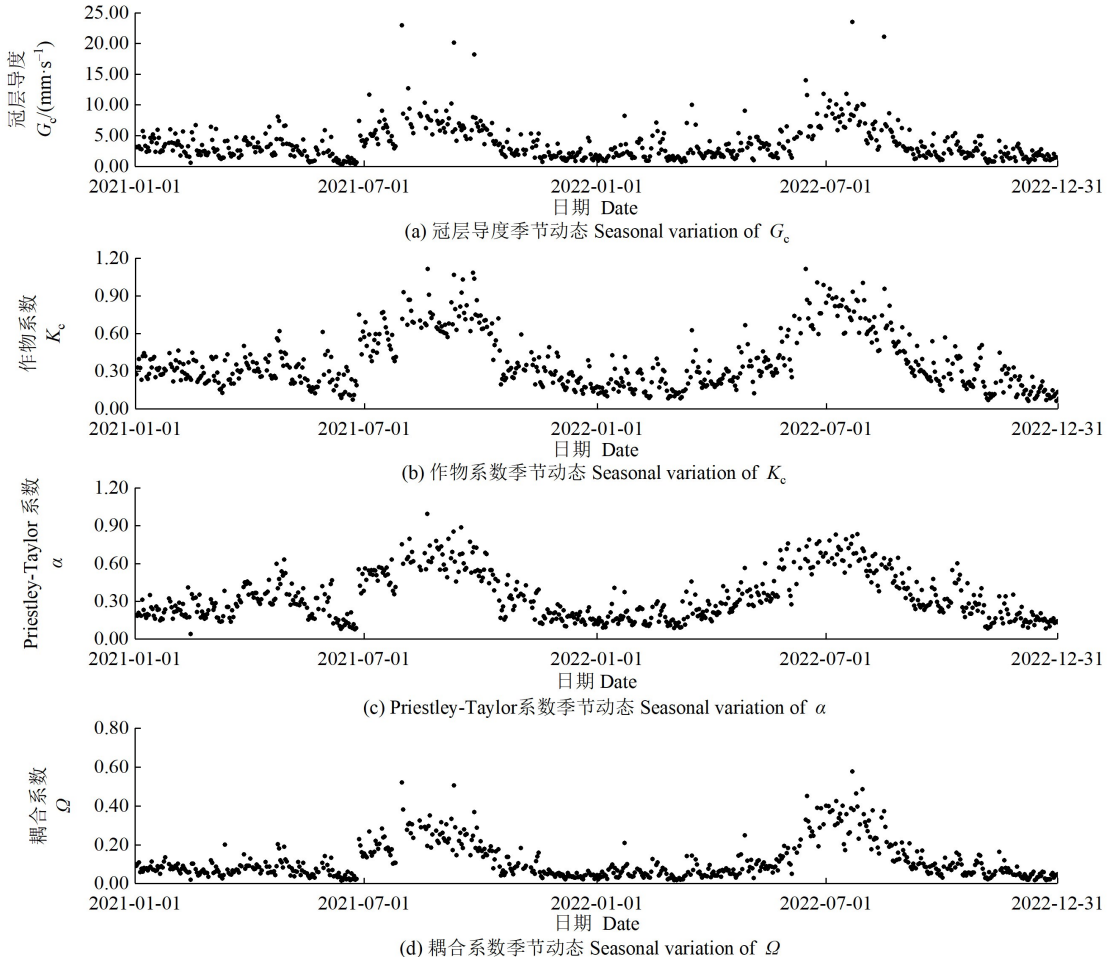 冠层导度
Gc/(mm·s⁻¹)
25.00
20.00
15.00
10.00
5.00
0.00
2021-01-01 2021-07-01 2022-01-01 2022-07-01 2022-12-31
日期 Date
(a) 冠层导度季节动态 Seasonal variation of Gc
作物系数
Kc
1.20
0.90
0.60
0.30
0.00
2021-01-01 2021-07-01 2022-01-01 2022-07-01 2022-12-31
日期 Date
(b) 作物系数季节动态 Seasonal variation of Kc
Priestley-Taylor 系数
α
1.20
0.90
0.60
0.30
0.00
2021-01-01 2021-07-01 2022-01-01 2022-07-01 2022-12-31
日期 Date
(c) Priestley-Taylor系数季节动态 Seasonal variation of α
耦合系数
Ω
0.80
0.60
0.40
0.20
0.00
2021-01-01 2021-07-01 2022-01-01 2022-07-01 2022-12-31
日期 Date
(d) 耦合系数季节动态 Seasonal variation of Ω